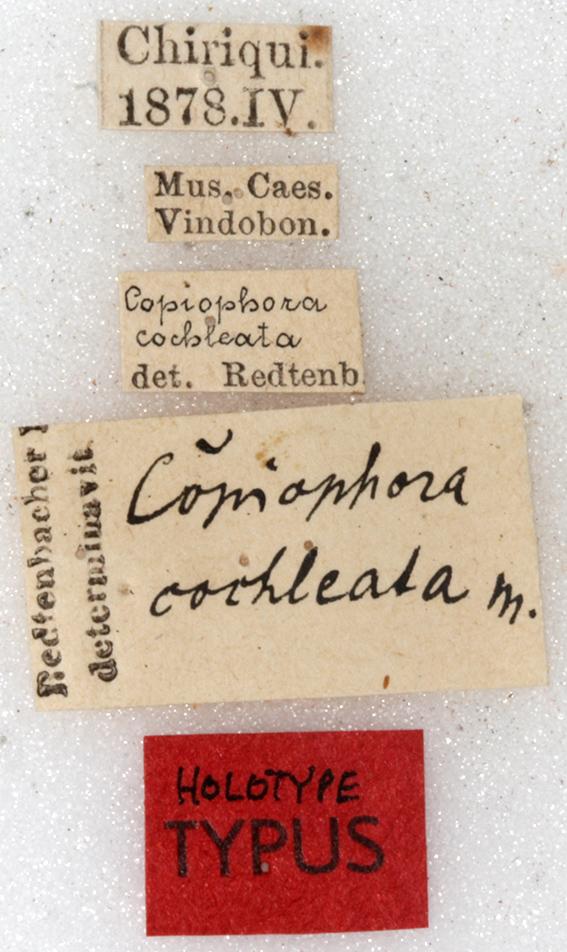 Chiriqui.
1878.IV.
Mus. Caes.
Vindobon.
Copiophora
cochleata
det. Redtenb
Redtenbacher
determinavit
Copiophora
cochleata m.
HOLOTYPE
TYPUS